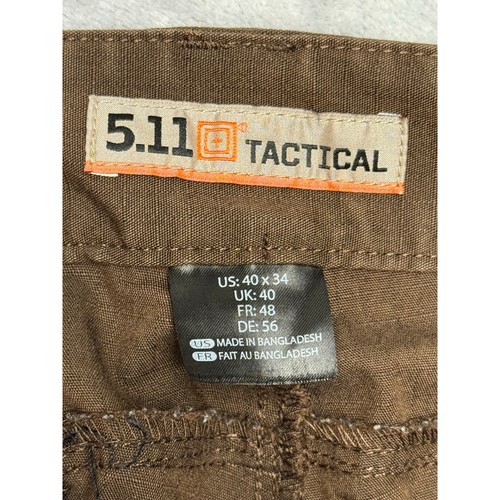 5.11 TACTICAL
US: 40 x 34
UK: 40
FR: 48
DE: 56
US MADE IN BANGLADESH
FR FAIT AU BANGLADESH